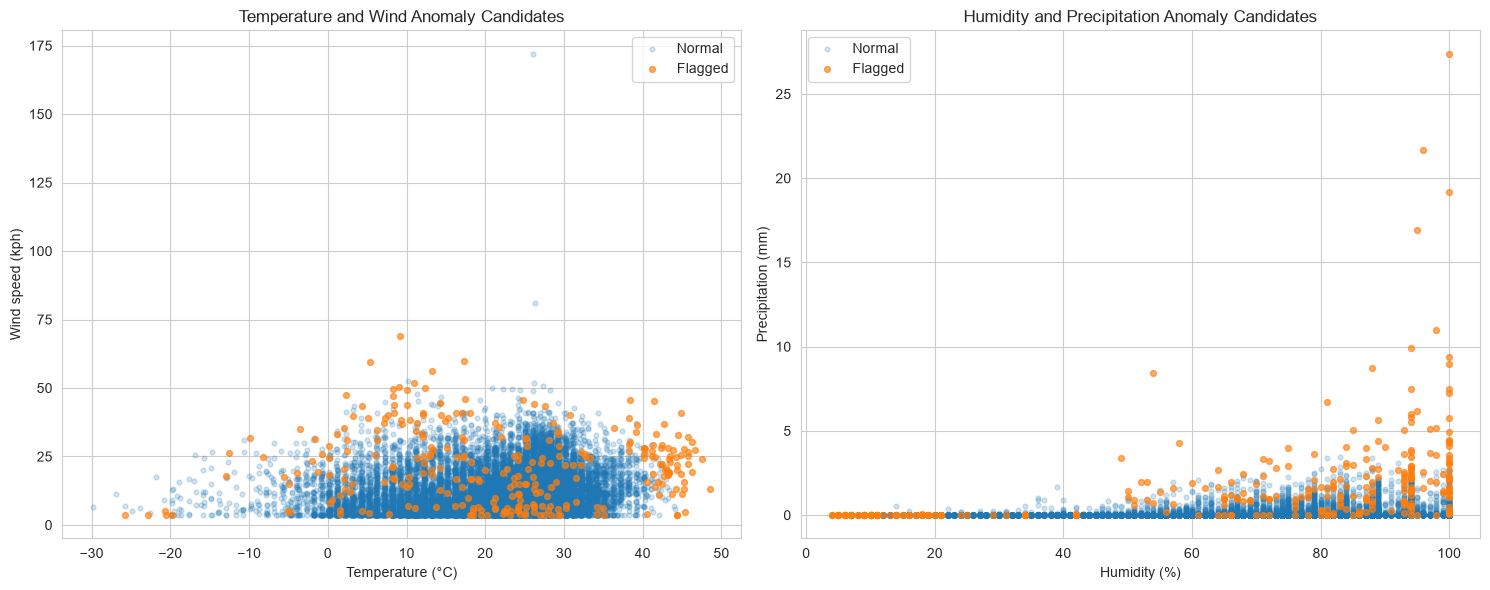 Temperature and Wind Anomaly Candidates
Normal
Flagged
175
150
125
100
75
50
25
0
Wind speed (kph)
−30
−20
−10
0
10
20
30
40
50
Temperature (°C)
Humidity and Precipitation Anomaly Candidates
Normal
Flagged
25
20
15
10
5
0
Precipitation (mm)
0
20
40
60
80
100
Humidity (%)